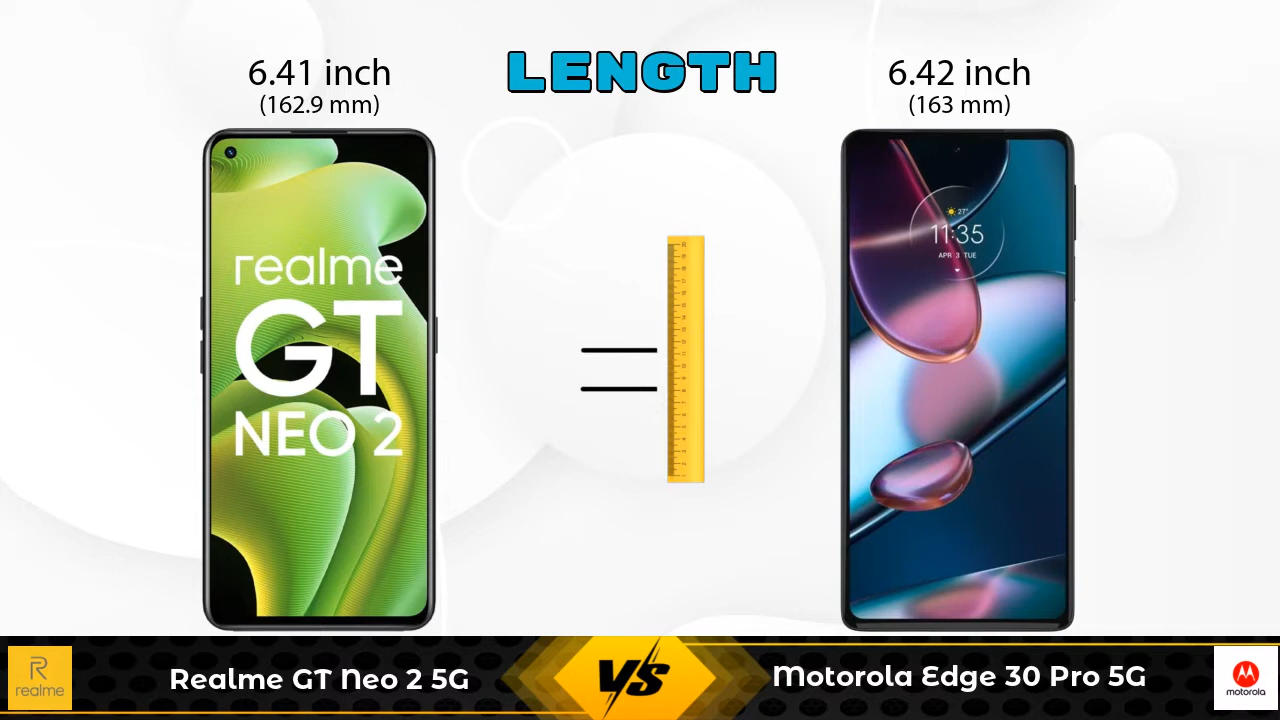 LENGTH
6.41 inch
(162.9 mm)
6.42 inch
(163 mm)
realme
GT
NEO 2
27°
11:35
APR 3 TUE
realme
Realme GT Neo 2 5G
VS
Motorola Edge 30 Pro 5G
motorola